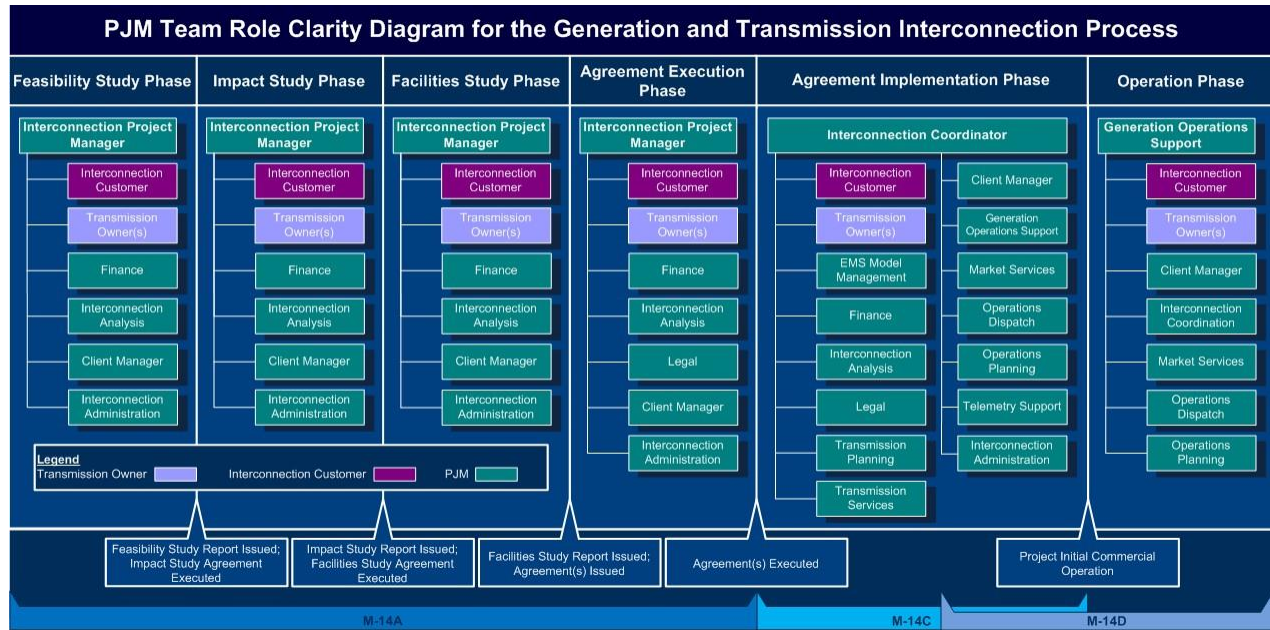 PJM Team Role Clarity Diagram for the Generation and Transmission Interconnection Process
Feasibility Study Phase
Impact Study Phase
Facilities Study Phase
Agreement Execution
Phase
Agreement Implementation Phase
Operation Phase
Interconnection Project
Manager
Interconnection
Customer
Transmission
Owner(s)
Finance
Interconnection
Analysis
Client Manager
Interconnection
Administration
Interconnection Project
Manager
Interconnection
Customer
Transmission
Owner(s)
Finance
Interconnection
Analysis
Client Manager
Interconnection
Administration
Interconnection Project
Manager
Interconnection
Customer
Transmission
Owner(s)
Finance
Interconnection
Analysis
Client Manager
Interconnection
Administration
Interconnection Project
Manager
Interconnection
Customer
Transmission
Owner(s)
Finance
Interconnection
Analysis
Legal
Client Manager
Interconnection
Administration
Interconnection Coordinator
Interconnection
Customer
Transmission
Owner(s)
EMS Model
Management
Finance
Interconnection
Analysis
Legal
Transmission
Planning
Transmission
Services
Client Manager
Generation
Operations Support
Market Services
Operations
Dispatch
Operations
Planning
Telemetry Support
Interconnection
Administration
Generation Operations
Support
Interconnection
Customer
Transmission
Owner(s)
Client Manager
Interconnection
Coordination
Market Services
Operations
Dispatch
Operations
Planning
Legend
Transmission Owner
Interconnection Customer
PJM
Feasibility Study Report Issued;
Impact Study Agreement
Executed
Impact Study Report Issued;
Facilities Study Agreement
Executed
Facilities Study Report Issued;
Agreement(s) Issued
Agreement(s) Executed
Project Initial Commercial
Operation
M-14A
M-14C
M-14D